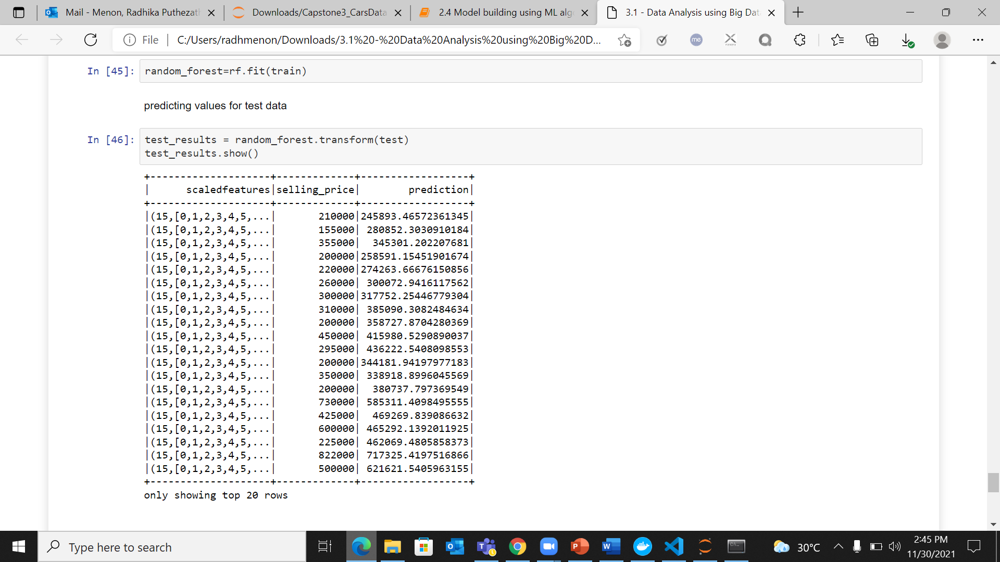 Mail - Menon, Radhika Puthezath
Downloads/Capstone3_CarsData
2.4 Model building using ML algo
3.1 - Data Analysis using Big Data
File
C:/Users/radhmenon/Downloads/3.1%20-%20Data%20Analysis%20using%20Big%20D...
me
In [45]: random_forest=rf.fit(train)
predicting values for test data
In [46]: test_results = random_forest.transform(test)
test_results.show()
+--------------------+-------------+------------------+
|      scaledfeatures|selling_price|        prediction|
+--------------------+-------------+------------------+
|(15,[0,1,2,3,4,5,...|       210000|245893.46572361345|
|(15,[0,1,2,3,4,5,...|       155000| 280852.3030910184|
|(15,[0,1,2,3,4,5,...|       355000|  345301.202207681|
|(15,[0,1,2,3,4,5,...|       200000|258591.15451901674|
|(15,[0,1,2,3,4,5,...|       220000|274263.66676150856|
|(15,[0,1,2,3,4,5,...|       260000| 300072.9416117562|
|(15,[0,1,2,3,4,5,...|       300000|317752.25446779304|
|(15,[0,1,2,3,4,5,...|       310000| 385090.3082484634|
|(15,[0,1,2,3,4,5,...|       200000| 358727.8704280369|
|(15,[0,1,2,3,4,5,...|       450000| 415980.5290890037|
|(15,[0,1,2,3,4,5,...|       295000| 436222.5408098553|
|(15,[0,1,2,3,4,5,...|       200000|344181.94197977183|
|(15,[0,1,2,3,4,5,...|       350000| 338918.8996045569|
|(15,[0,1,2,3,4,5,...|       200000|  380737.797369549|
|(15,[0,1,2,3,4,5,...|       730000| 585311.4098495555|
|(15,[0,1,2,3,4,5,...|       425000|  469269.839086632|
|(15,[0,1,2,3,4,5,...|       600000| 465292.1392011925|
|(15,[0,1,2,3,4,5,...|       225000| 462069.4805858373|
|(15,[0,1,2,3,4,5,...|       822000| 717325.4197516866|
|(15,[0,1,2,3,4,5,...|       500000| 621621.5405963155|
+--------------------+-------------+------------------+
only showing top 20 rows
Type here to search
30°C
2:45 PM
11/30/2021